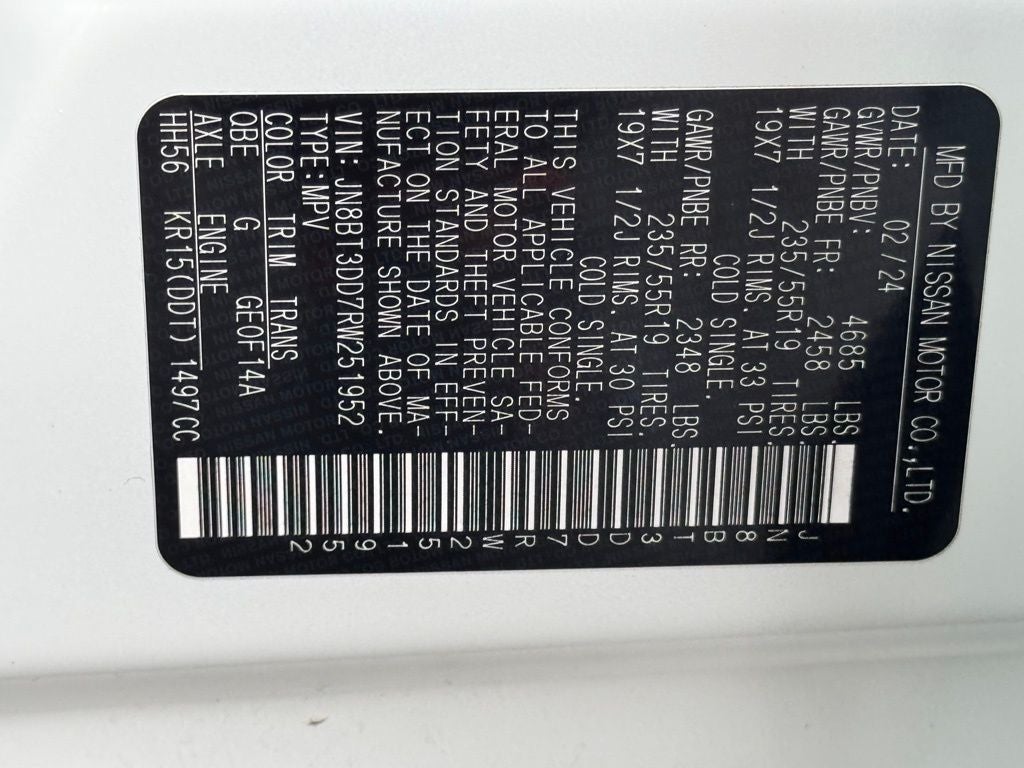 MFD BY NISSAN MOTOR CO.,LTD.
DATE: 02/24
GVWR/PNBV: 4685 LBS.
GAWR/PNBE FR: 2458 LBS.
WITH 235/55R19 TIRES.
19X7 1/2J RIMS. AT 33 PSI
COLD SINGLE.
GAWR/PNBE RR: 2348 LBS.
WITH 235/55R19 TIRES.
19X7 1/2J RIMS. AT 30 PSI
COLD SINGLE.
THIS VEHICLE CONFORMS
TO ALL APPLICABLE FED-
ERAL MOTOR VEHICLE SA-
FETY AND THEFT PREVEN-
TION STANDARDS IN EFF-
ECT ON THE DATE OF MA-
NUFACTURE SHOWN ABOVE.
VIN: JN8BT3DD7RW251952
TYPE:MPV
COLOR TRIM TRANS
QBE G GE0F14A
AXLE ENGINE
HH56 KR15(DDT) 1497CC
JN8BT3DD7RW251952